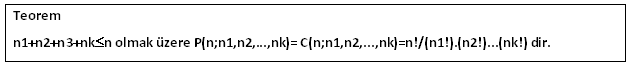 Teorem
n1+n2+n3+nk≤n olmak üzere P(n;n1,n2,...,nk)= C(n;n1,n2,...,nk)=n!/(n1!).(n2!)...(nk!) dir.